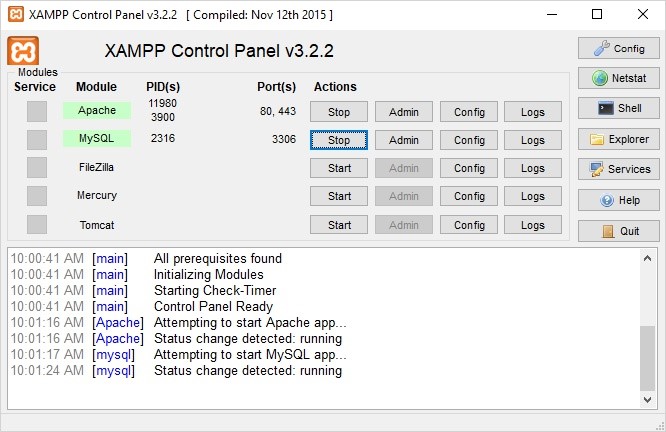 XAMPP Control Panel v3.2.2 [ Compiled: Nov 12th 2015 ]
XAMPP Control Panel v3.2.2
Config
Modules
Service Module PID(s) Port(s) Actions
Netstat
Apache 11980 3900 80, 443 Stop Admin Config Logs
Shell
MySQL 2316 3306 Stop Admin Config Logs
Explorer
FileZilla Start Admin Config Logs
Services
Mercury Start Admin Config Logs
Help
Tomcat Start Admin Config Logs
Quit
10:00:41 AM [main] All prerequisites found
10:00:41 AM [main] Initializing Modules
10:00:41 AM [main] Starting Check-Timer
10:00:41 AM [main] Control Panel Ready
10:01:16 AM [Apache] Attempting to start Apache app...
10:01:16 AM [Apache] Status change detected: running
10:01:17 AM [mysql] Attempting to start MySQL app...
10:01:24 AM [mysql] Status change detected: running